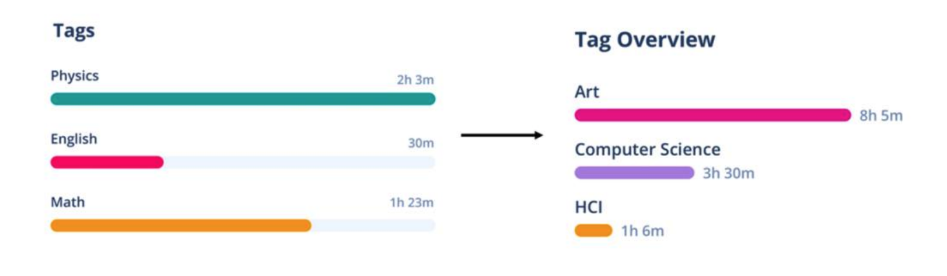 Tags
Physics 2h 3m
English 30m
Math 1h 23m
Tag Overview
Art
8h 5m
Computer Science
3h 30m
HCI
1h 6m